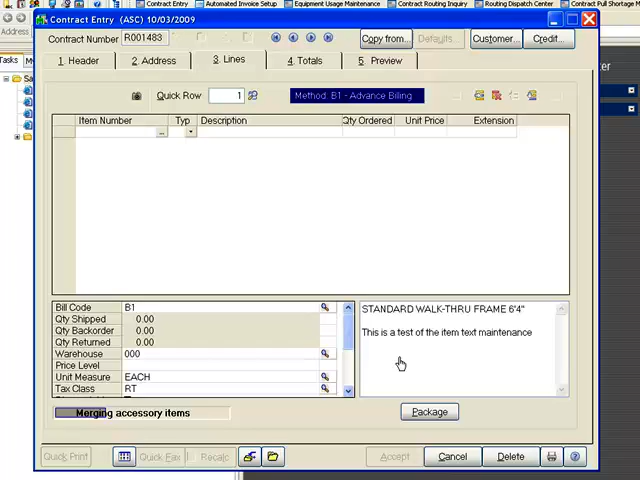 Contract Entry
Automated Invoice Setup
Equipment Usage Maintenance
Contract Routing Inquiry
Routing Dispatch Center
Contract Pull Shortage
Contract Entry (ASC) 10/03/2009
Address
Contract Number R001483
Copy from...
Defaults...
Customer...
Credit...
Tasks
1. Header
2. Address
3. Lines
4. Totals
5. Preview
Quick Row 1
Method: B1 - Advance Billing
Item Number Typ Description Qty Ordered Unit Price Extension
Bill Code B1
Qty Shipped 0.00
Qty Backorder 0.00
Qty Returned 0.00
Warehouse 000
Price Level
Unit Measure EACH
Tax Class RT
STANDARD WALK-THRU FRAME 6'4"
This is a test of the item text maintenance
Merging accessory items
Package
Quick Print
Quick Fax
Recalc
Accept
Cancel
Delete